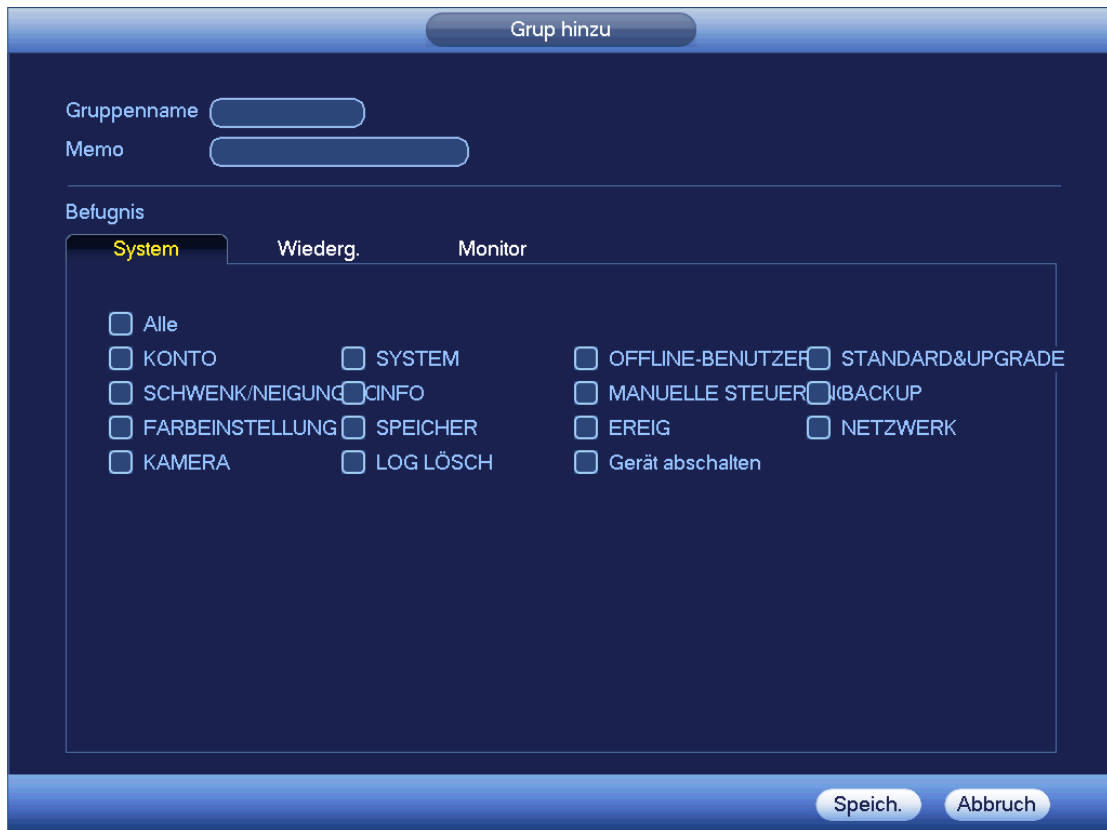 Grup hinzu
Gruppenname
Memo
Befugnis
System Wiederg. Monitor
Alle
KONTO SYSTEM OFFLINE-BENUTZER STANDARD&UPGRADE
SCHWENK/NEIGUNG INFO MANUELLE BACKUP
FARBEINSTELLUNG SPEICHER EREIG NETZWERK
KAMERA LOG LÖSCH Gerät abschalten
Speich. Abbruch